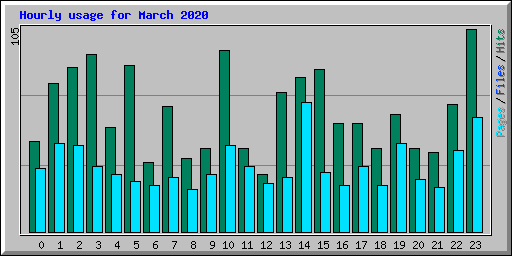 Hourly usage for March 2020
105
Pages / Files / Hits
0 1 2 3 4 5 6 7 8 9 10 11 12 13 14 15 16 17 18 19 20 21 22 23